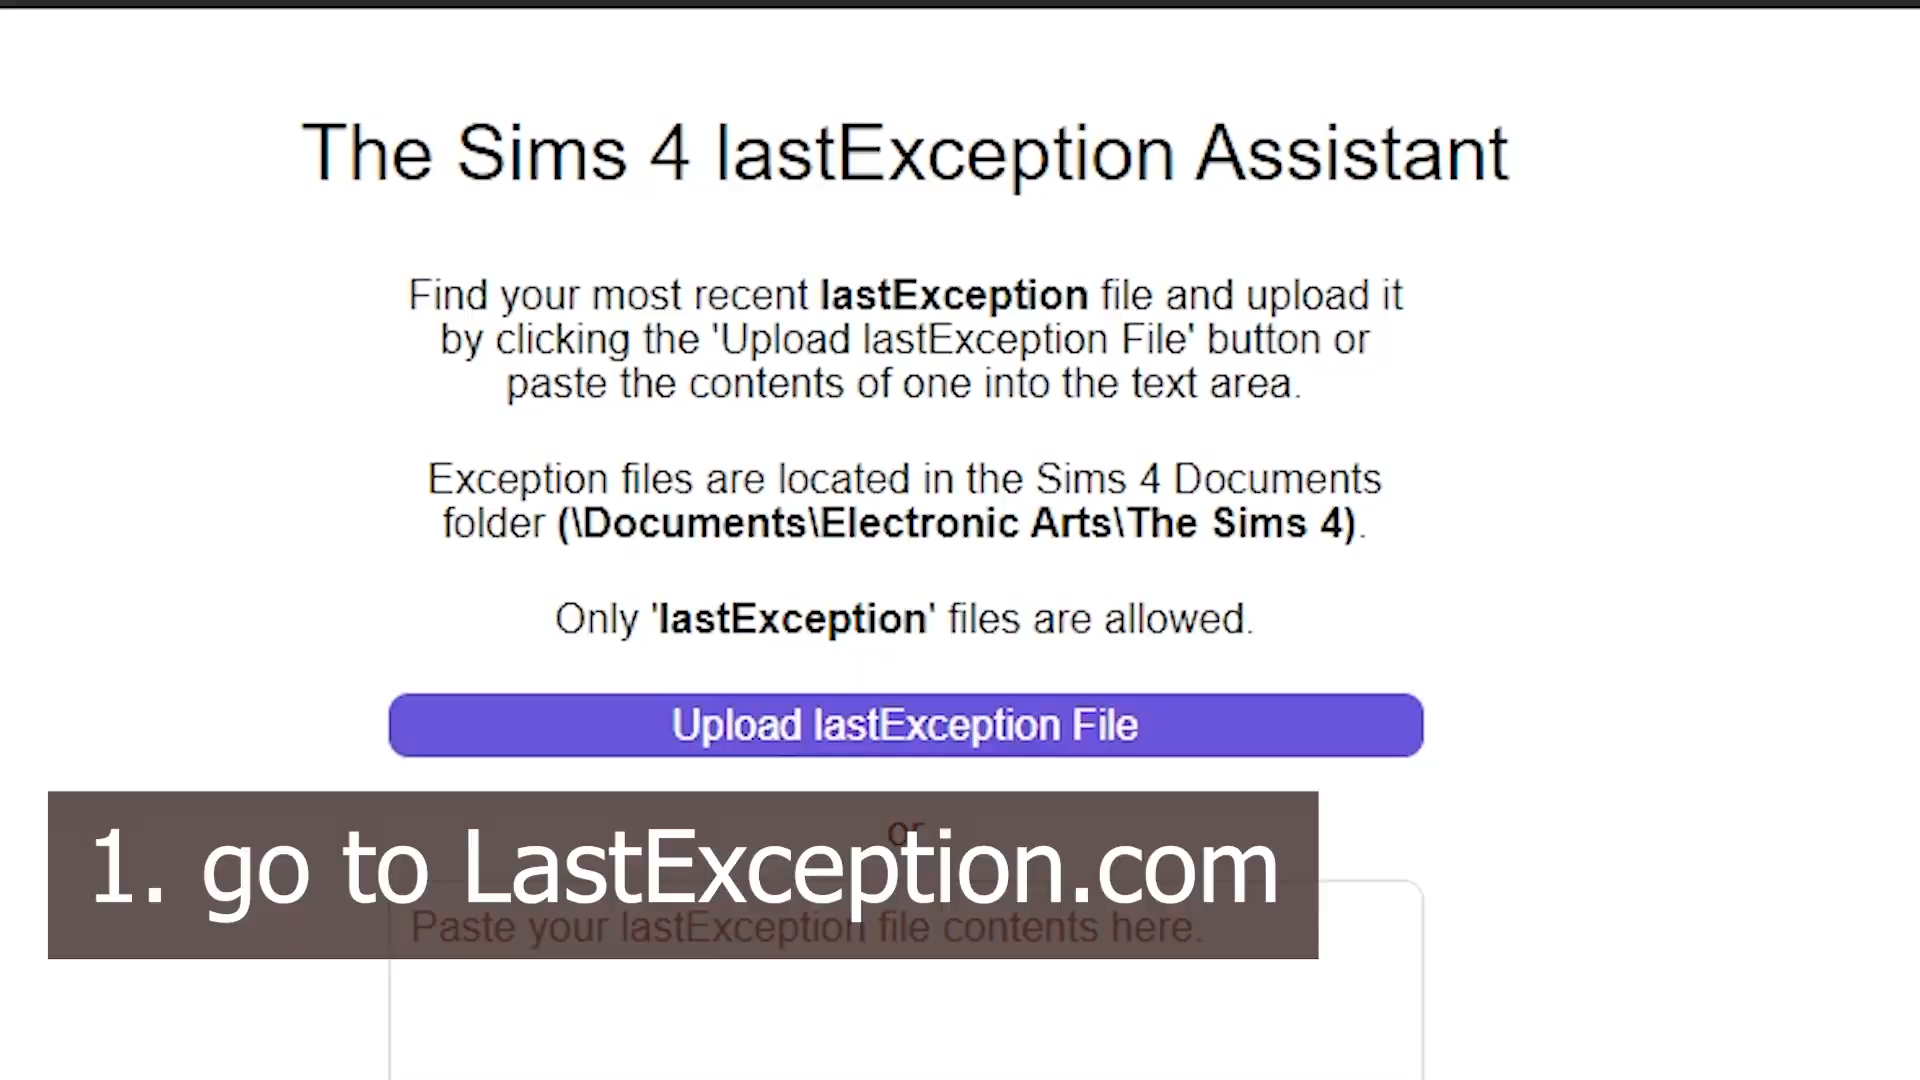 The Sims 4 lastException Assistant
Find your most recent lastException file and upload it
by clicking the 'Upload lastException File' button or
paste the contents of one into the text area.
Exception files are located in the Sims 4 Documents
folder (\Documents\Electronic Arts\The Sims 4).
Only 'lastException' files are allowed.
Upload lastException File
or
1. go to LastException.com
Paste your lastException file contents here.